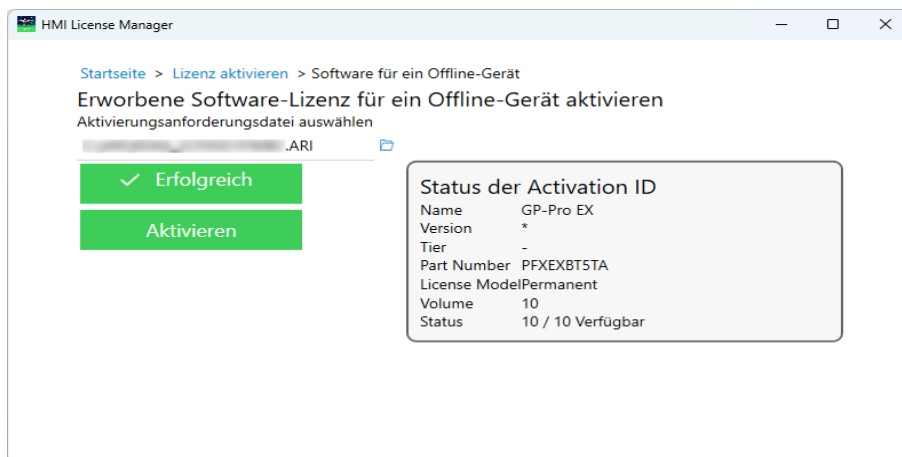 HMI License Manager
Startseite > Lizenz aktivieren > Software für ein Offline-Gerät
Erworbene Software-Lizenz für ein Offline-Gerät aktivieren
Aktivierungsanforderungsdatei auswählen
.ARI
Erfolgreich
Aktivieren
Status der Activation ID
Name GP-Pro EX
Version *
Tier -
Part Number PFXEXBT5TA
License ModelPermanent
Volume 10
Status 10 / 10 Verfügbar